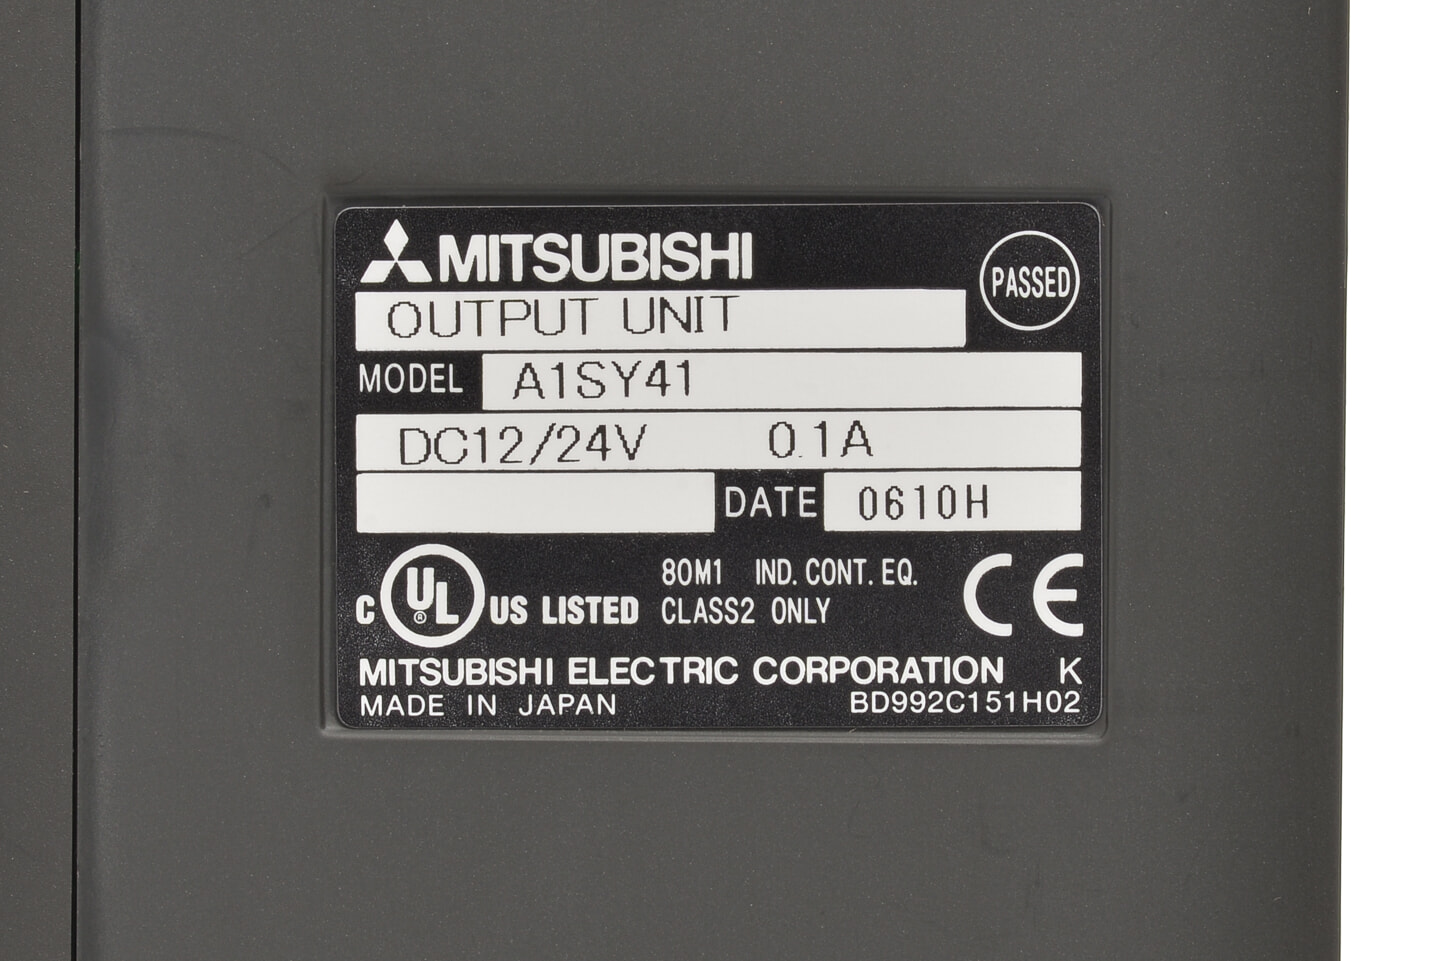 MITSUBISHI
PASSED
OUTPUT UNIT
MODEL A1SY41
DC12/24V 0.1A
DATE 0610H
C UL® US LISTED
80M1 IND. CONT. EQ.
CLASS2 ONLY
CE
MITSUBISHI ELECTRIC CORPORATION K
MADE IN JAPAN BD992C151H02